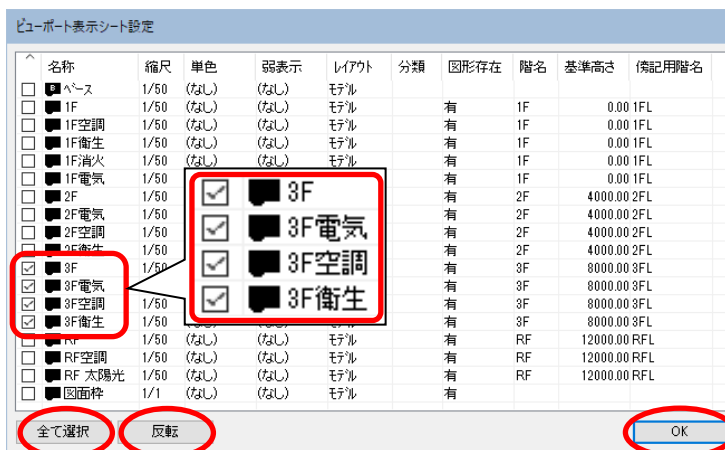 ビューポート表示シート設定
名称 縮尺 単色 弱表示 ﾚｲｱｳﾄ 分類 図形存在 階名 基準高さ 傍記用階名
B ﾍﾞｰｽ 1/50 (なし) (なし) ﾓﾃﾞﾙ
1F 1/50 (なし) (なし) ﾓﾃﾞﾙ 有 1F 0.00 1FL
1F空調 1/50 (なし) (なし) ﾓﾃﾞﾙ 有 1F 0.00 1FL
1F衛生 1/50 (なし) (なし) ﾓﾃﾞﾙ 有 1F 0.00 1FL
1F消火 1/50 (なし) (なし) ﾓﾃﾞﾙ 有 1F 0.00 1FL
1F電気 1/50 有 1F 0.00 1FL
2F 1/50 有 2F 4000.00 2FL
2F電気 1/50 有 2F 4000.00 2FL
2F空調 1/50 有 2F 4000.00 2FL
2F衛生 1/50 有 2F 4000.00 2FL
3F 1/50 有 3F 8000.00 3FL
3F電気 有 3F 8000.00 3FL
3F空調 1/50 有 3F 8000.00 3FL
3F衛生 1/50 (なし) (なし) ﾓﾃﾞﾙ 有 3F 8000.00 3FL
RF 1/50 (なし) (なし) ﾓﾃﾞﾙ 有 RF 12000.00 RFL
RF空調 1/50 (なし) (なし) ﾓﾃﾞﾙ 有 RF 12000.00 RFL
RF 太陽光 1/50 (なし) (なし) ﾓﾃﾞﾙ 有 RF 12000.00 RFL
図面枠 1/1 (なし) (なし) ﾓﾃﾞﾙ 有
3F
3F電気
3F空調
3F衛生
全て選択 反転 OK